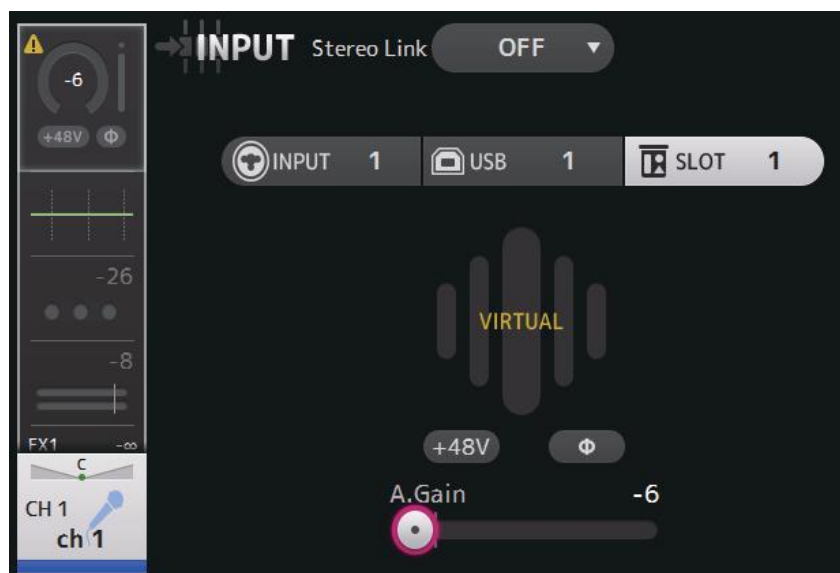 -6
+48V Φ
-26
-8
FX1 -∞
C
CH 1
ch 1
INPUT Stereo Link OFF
INPUT 1 USB 1 SLOT 1
VIRTUAL
+48V Φ
A.Gain -6